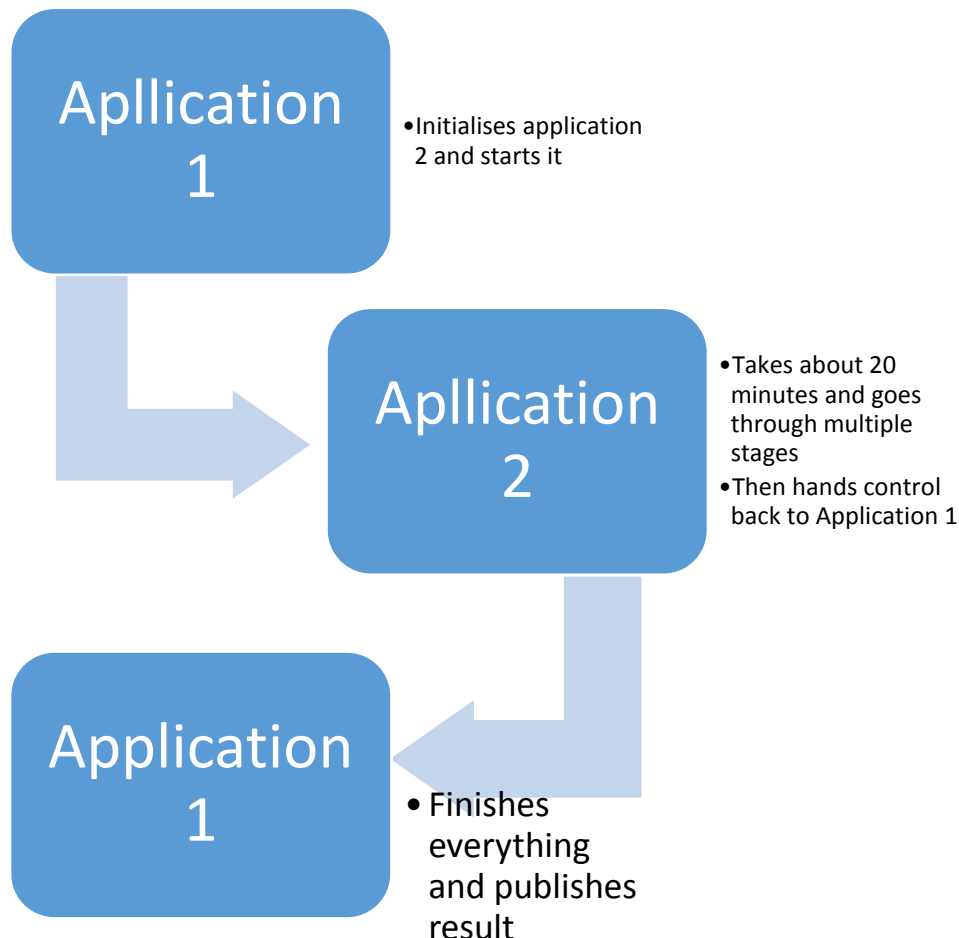 Apllication
1
•Initialises application
2 and starts it
Apllication
2
•Takes about 20
minutes and goes
through multiple
stages
•Then hands control
back to Application 1
Application
1
• Finishes
everything
and publishes
result